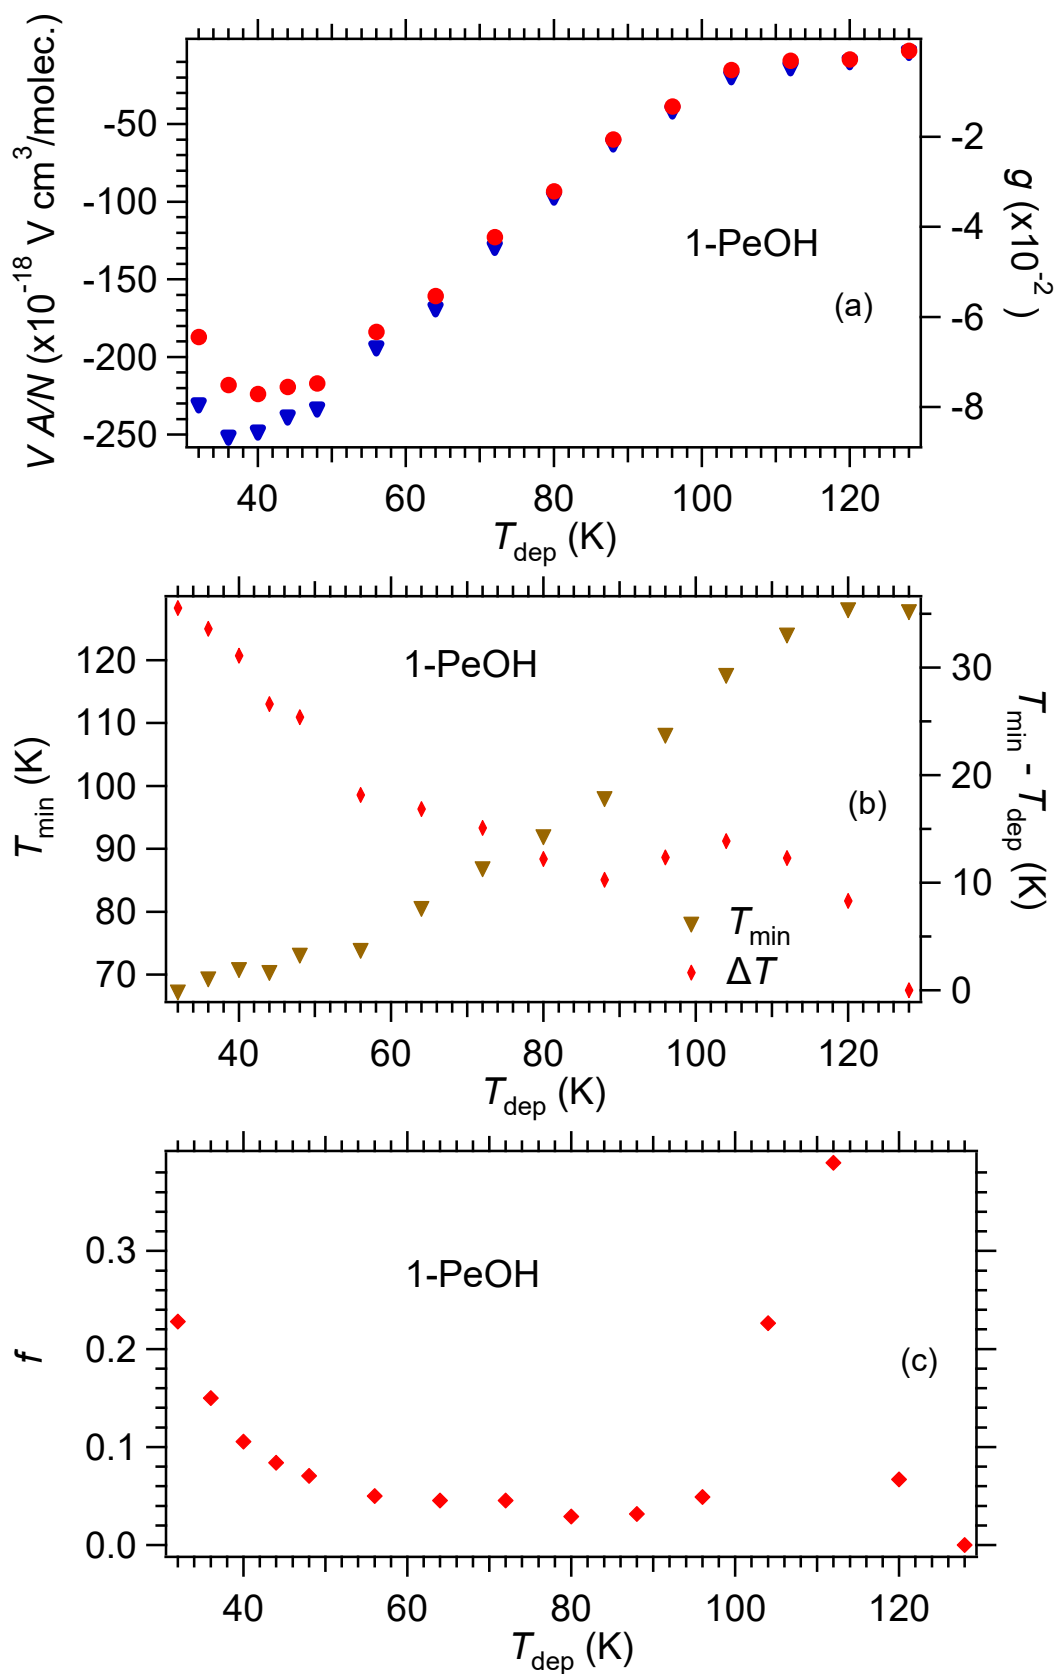 V A/N (x10⁻¹⁸ V cm³/molec.)
-50
-100
-150
-200
-250
-2
-4
-6
-8
g (x10⁻²)
1-PeOH
(a)
40 60 80 100 120
T_dep (K)
T_min (K)
120
110
100
90
80
70
30
20
10
0
T_min - T_dep (K)
1-PeOH
(b)
T_min
ΔT
40 60 80 100 120
T_dep (K)
f
0.3
0.2
0.1
0.0
1-PeOH
(c)
40 60 80 100 120
T_dep (K)